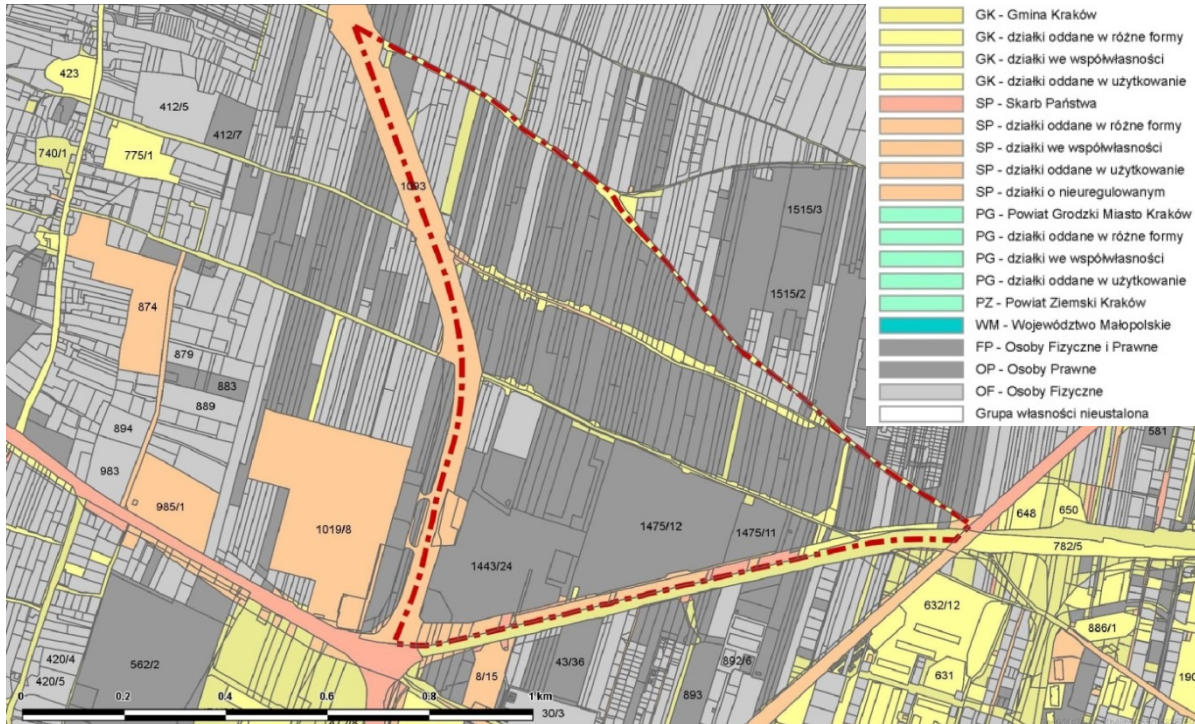 GK - Gmina Kraków
GK - działki oddane w różne formy
GK - działki we współwłasności
GK - działki oddane w użytkowanie
SP - Skarb Państwa
SP - działki oddane w różne formy
SP - działki we współwłasności
SP - działki oddane w użytkowanie
SP - działki o nieuregulowanym
PG - Powiat Grodzki Miasto Kraków
PG - działki oddane w różne formy
PG - działki we współwłasności
PG - działki oddane w użytkowanie
PZ - Powiat Ziemski Kraków
WM - Województwo Małopolskie
FP - Osoby Fizyczne i Prawne
OP - Osoby Prawne
OF - Osoby Fizyczne
Grupa własności nieustalona
423
412/5
412/7
740/1
775/1
1093
1515/3
1515/2
874
879
883
889
894
983
985/1
1019/8
1443/24
1475/12
1475/11
581
648
650
782/5
632/12
886/1
631
190
562/2
420/4
420/5
8/15
43/36
892/6
893
30/3
0 0.2 0.4 0.6 0.8 1 km